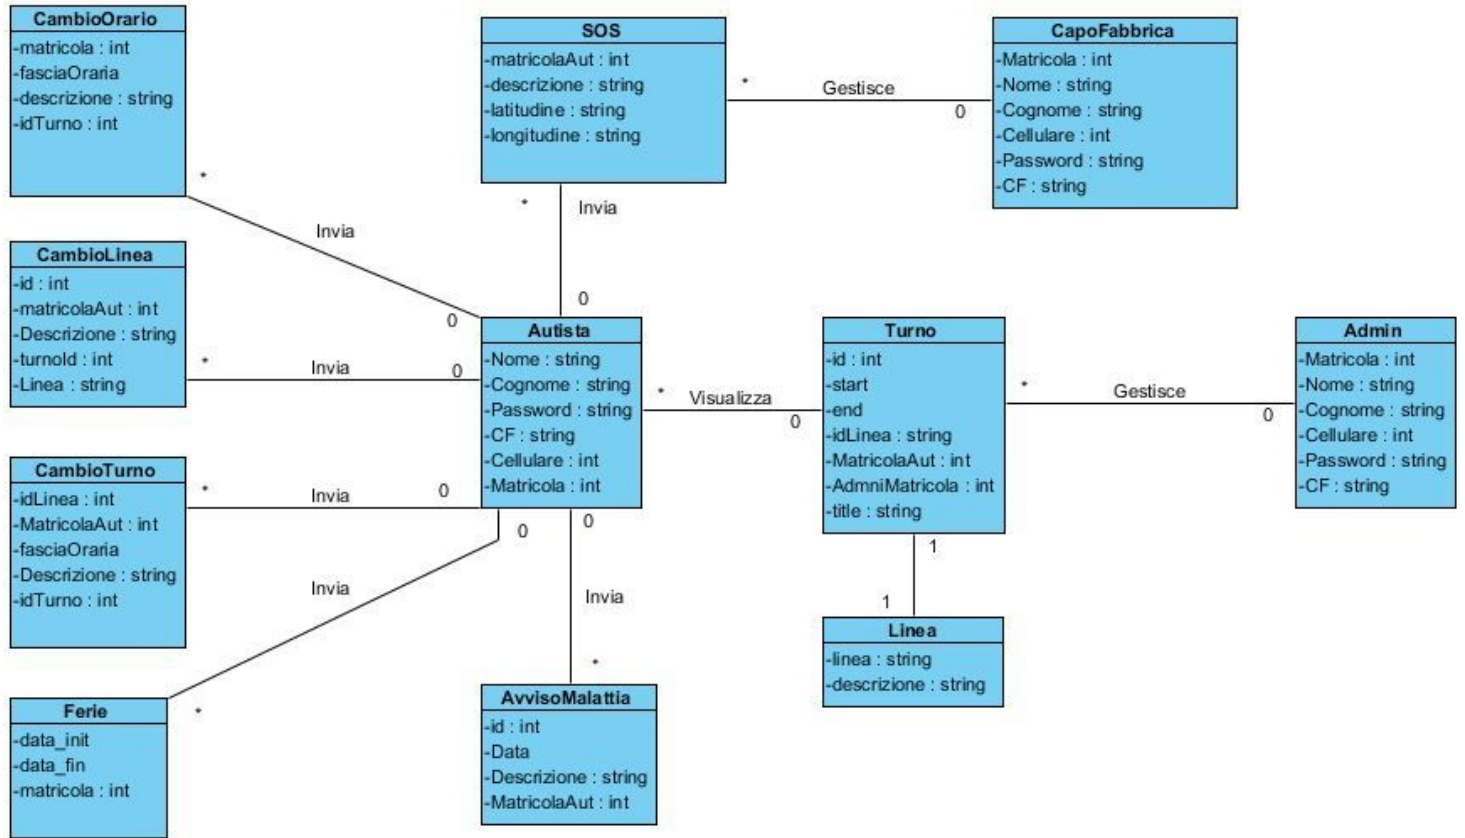 CambioOrario
-matricola : int
-fasciaOraria
-descrizione : string
-idTurno : int
*
Invia
0
SOS
-matricolaAut : int
-descrizione : string
-latitudine : string
-longitudine : string
*
Gestisce
0
CapoFabbrica
-Matricola : int
-Nome : string
-Cognome : string
-Cellulare : int
-Password : string
-CF : string
*
Invia
0
CambioLinea
-id : int
-matricolaAut : int
-Descrizione : string
-turnoId : int
-Linea : string
*
Invia
0
Autista
-Nome : string
-Cognome : string
-Password : string
-CF : string
-Cellulare : int
-Matricola : int
*
Visualizza
0
Turno
-id : int
-start
-end
-idLinea : string
-MatricolaAut : int
-AdmniMatricola : int
-title : string
*
Gestisce
0
Admin
-Matricola : int
-Nome : string
-Cognome : string
-Cellulare : int
-Password : string
-CF : string
CambioTurno
-idLinea : int
-MatricolaAut : int
-fasciaOraria
-Descrizione : string
-idTurno : int
*
Invia
0
0
Invia
*
0
Invia
*
1
1
Linea
-linea : string
-descrizione : string
Ferie
-data_init
-data_fin
-matricola : int
AvvisoMalattia
-id : int
-Data
-Descrizione : string
-MatricolaAut : int